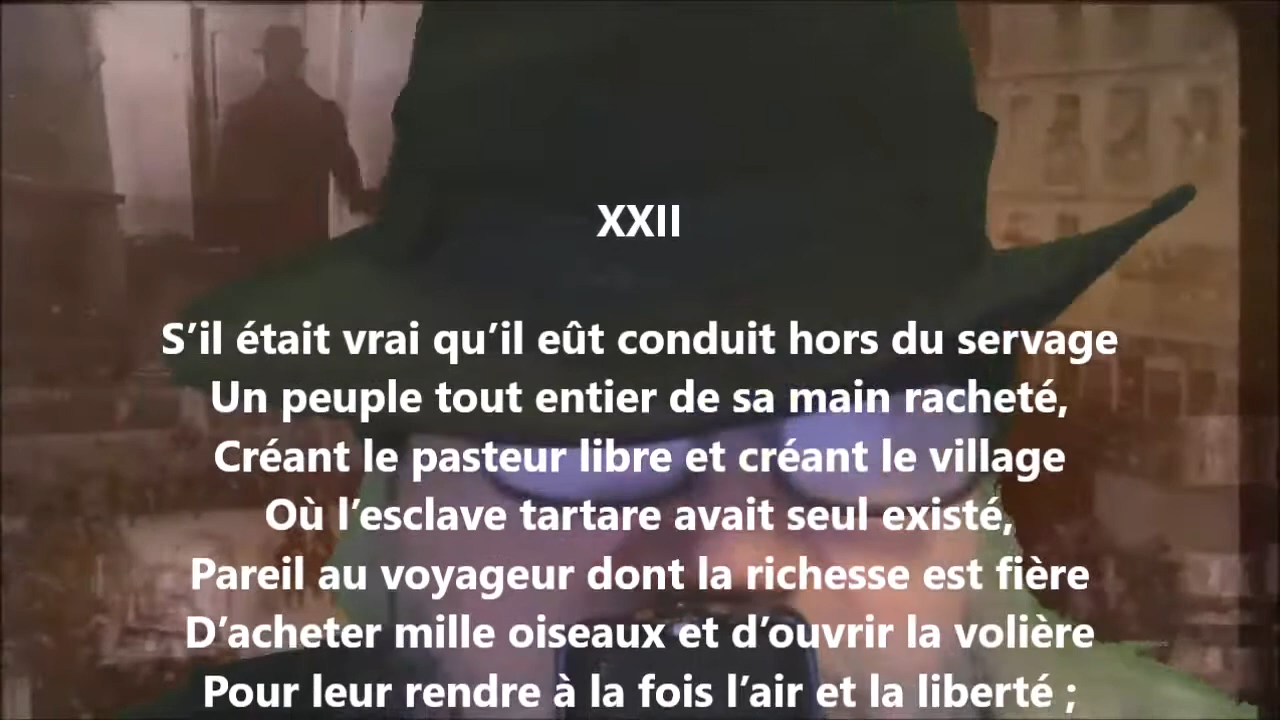 XXII
S’il était vrai qu’il eût conduit hors du servage
Un peuple tout entier de sa main racheté,
Créant le pasteur libre et créant le village
Où l’esclave tartare avait seul existé,
Pareil au voyageur dont la richesse est fière
D’acheter mille oiseaux et d’ouvrir la volière
Pour leur rendre à la fois l’air et la liberté ;